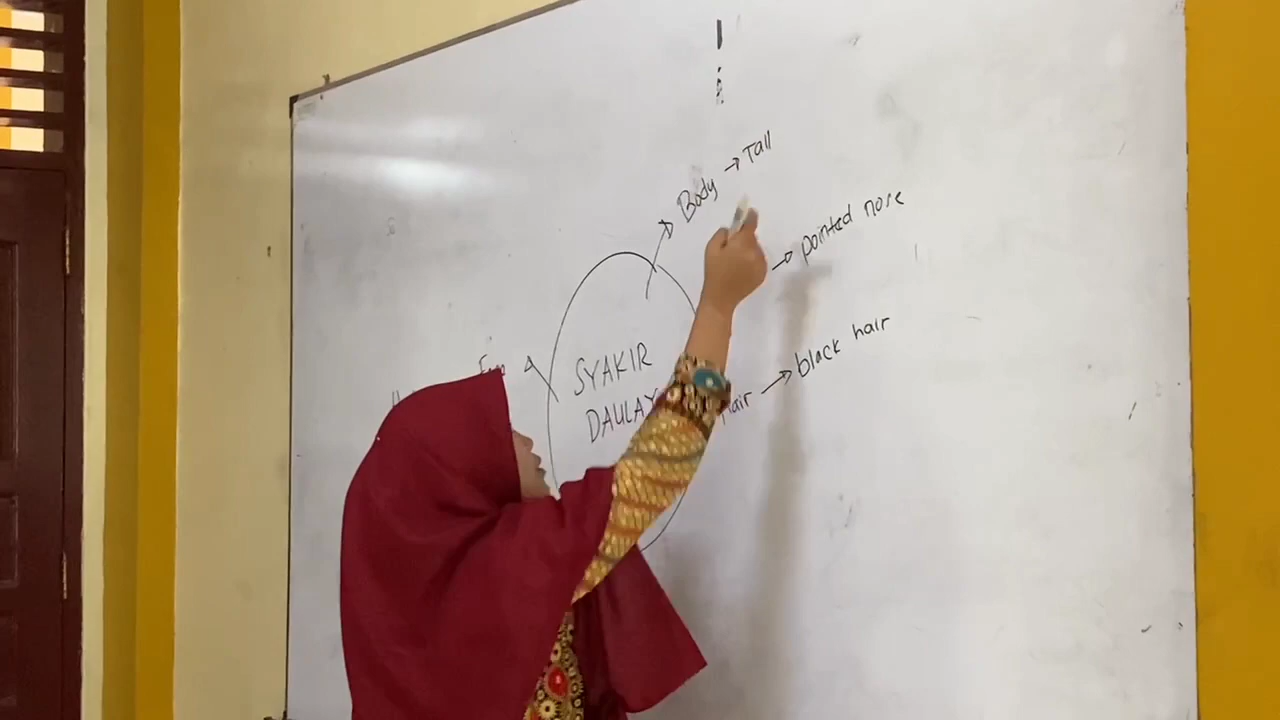 Body → Tall
→ pointed nose
hair → black hair
SYAKIR
DAULAY